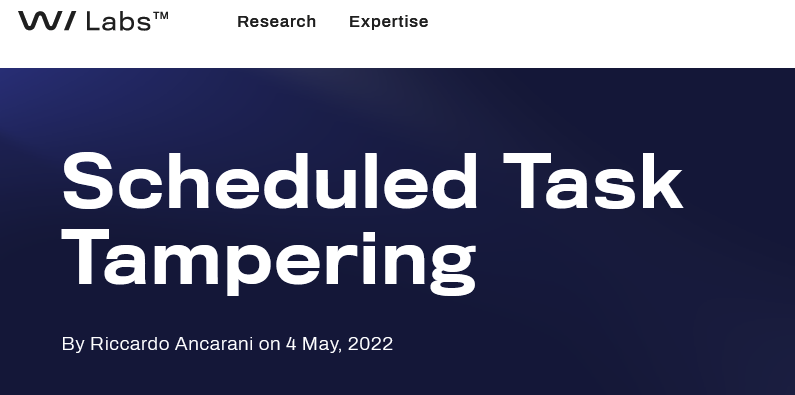 W/ Labs™
Research
Expertise
Scheduled Task
Tampering
By Riccardo Ancarani on 4 May, 2022